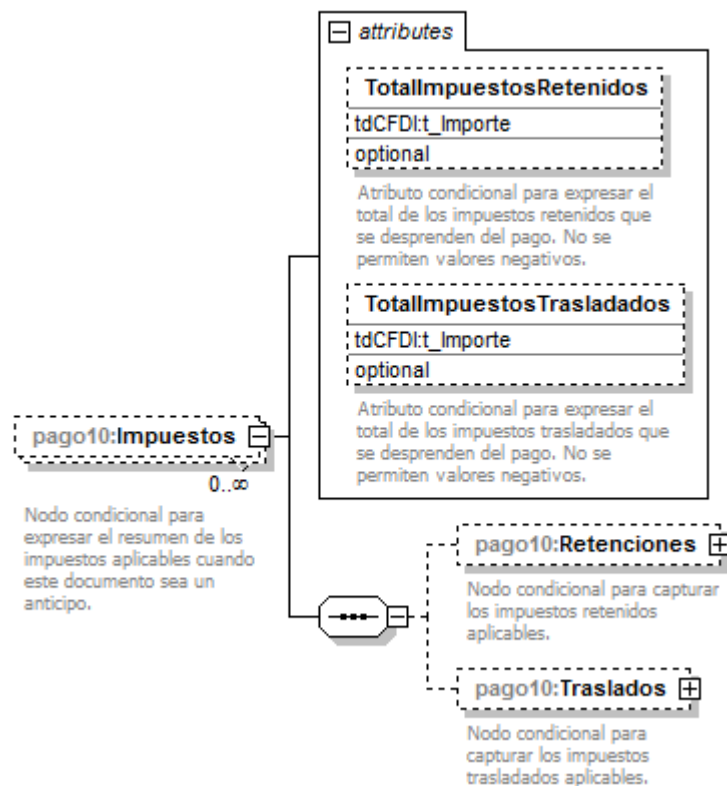 attributes
TotalImpuestosRetenidos
tdCFDI:t_Importe
optional
Atributo condicional para expresar el
total de los impuestos retenidos que
se desprenden del pago. No se
permiten valores negativos.
TotalImpuestosTrasladados
tdCFDI:t_Importe
optional
Atributo condicional para expresar el
total de los impuestos trasladados que
se desprenden del pago. No se
permiten valores negativos.
pago10:Impuestos
0..∞
Nodo condicional para
expresar el resumen de los
impuestos aplicables cuando
este documento sea un
anticipo.
pago10:Retenciones
Nodo condicional para capturar
los impuestos retenidos
aplicables.
pago10:Traslados
Nodo condicional para
capturar los impuestos
trasladados aplicables.